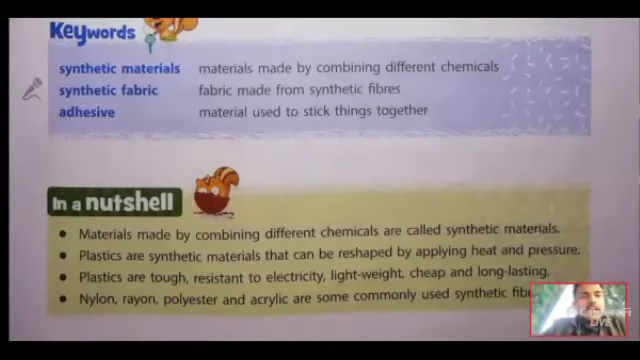 Keywords
synthetic materials materials made by combining different chemicals
synthetic fabric fabric made from synthetic fibres
adhesive material used to stick things together
In a nutshell
Materials made by combining different chemicals are called synthetic materials.
Plastics are synthetic materials that can be reshaped by applying heat and pressure.
Plastics are tough, resistant to electricity, light-weight, cheap and long-lasting.
Nylon, rayon, polyester and acrylic are some commonly used synthetic
LIVE